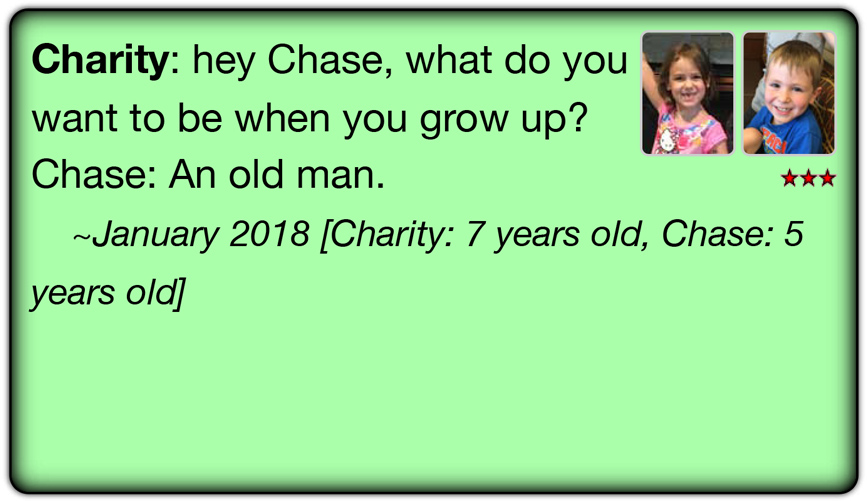 Charity: hey Chase, what do you
want to be when you grow up?
Chase: An old man.
~January 2018 [Charity: 7 years old, Chase: 5
years old]